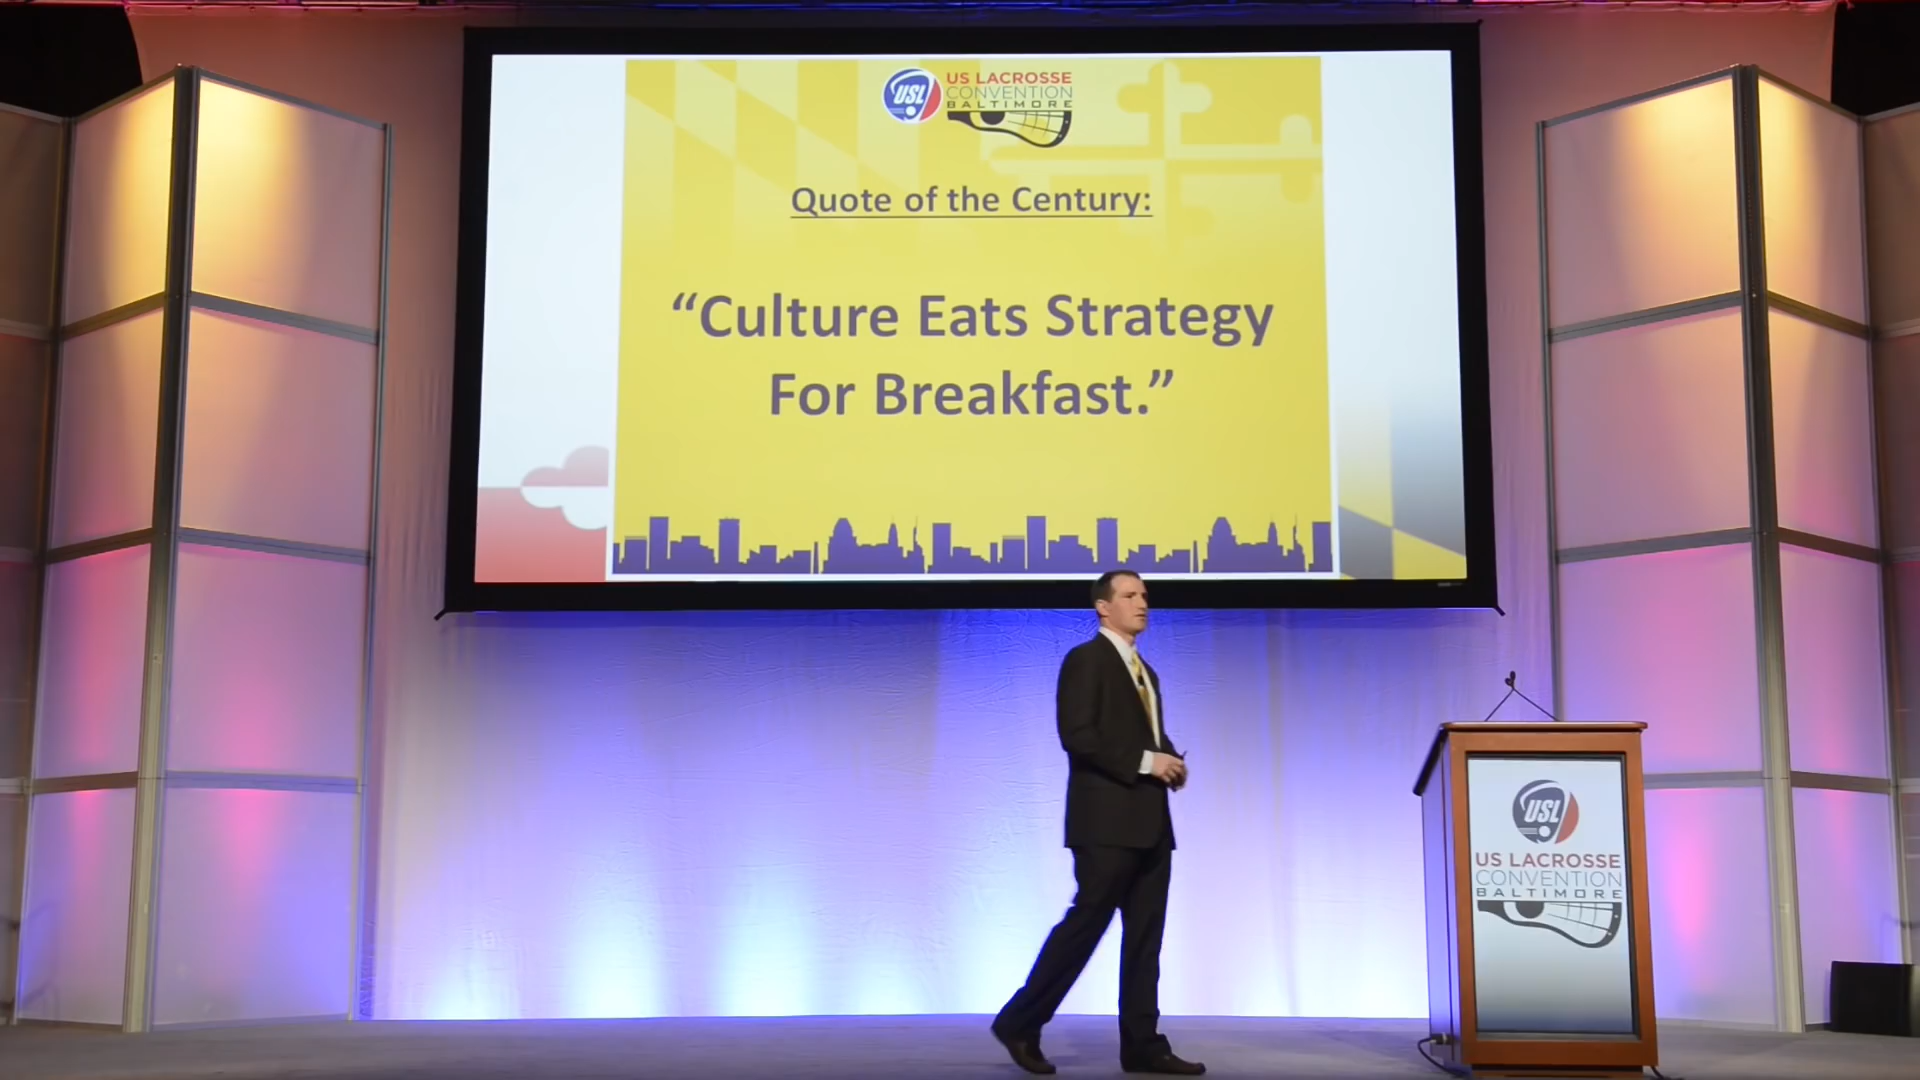 USL
US LACROSSE
CONVENTION
BALTIMORE
Quote of the Century:
“Culture Eats Strategy
For Breakfast.”
USL
US LACROSSE
CONVENTION
BALTIMORE